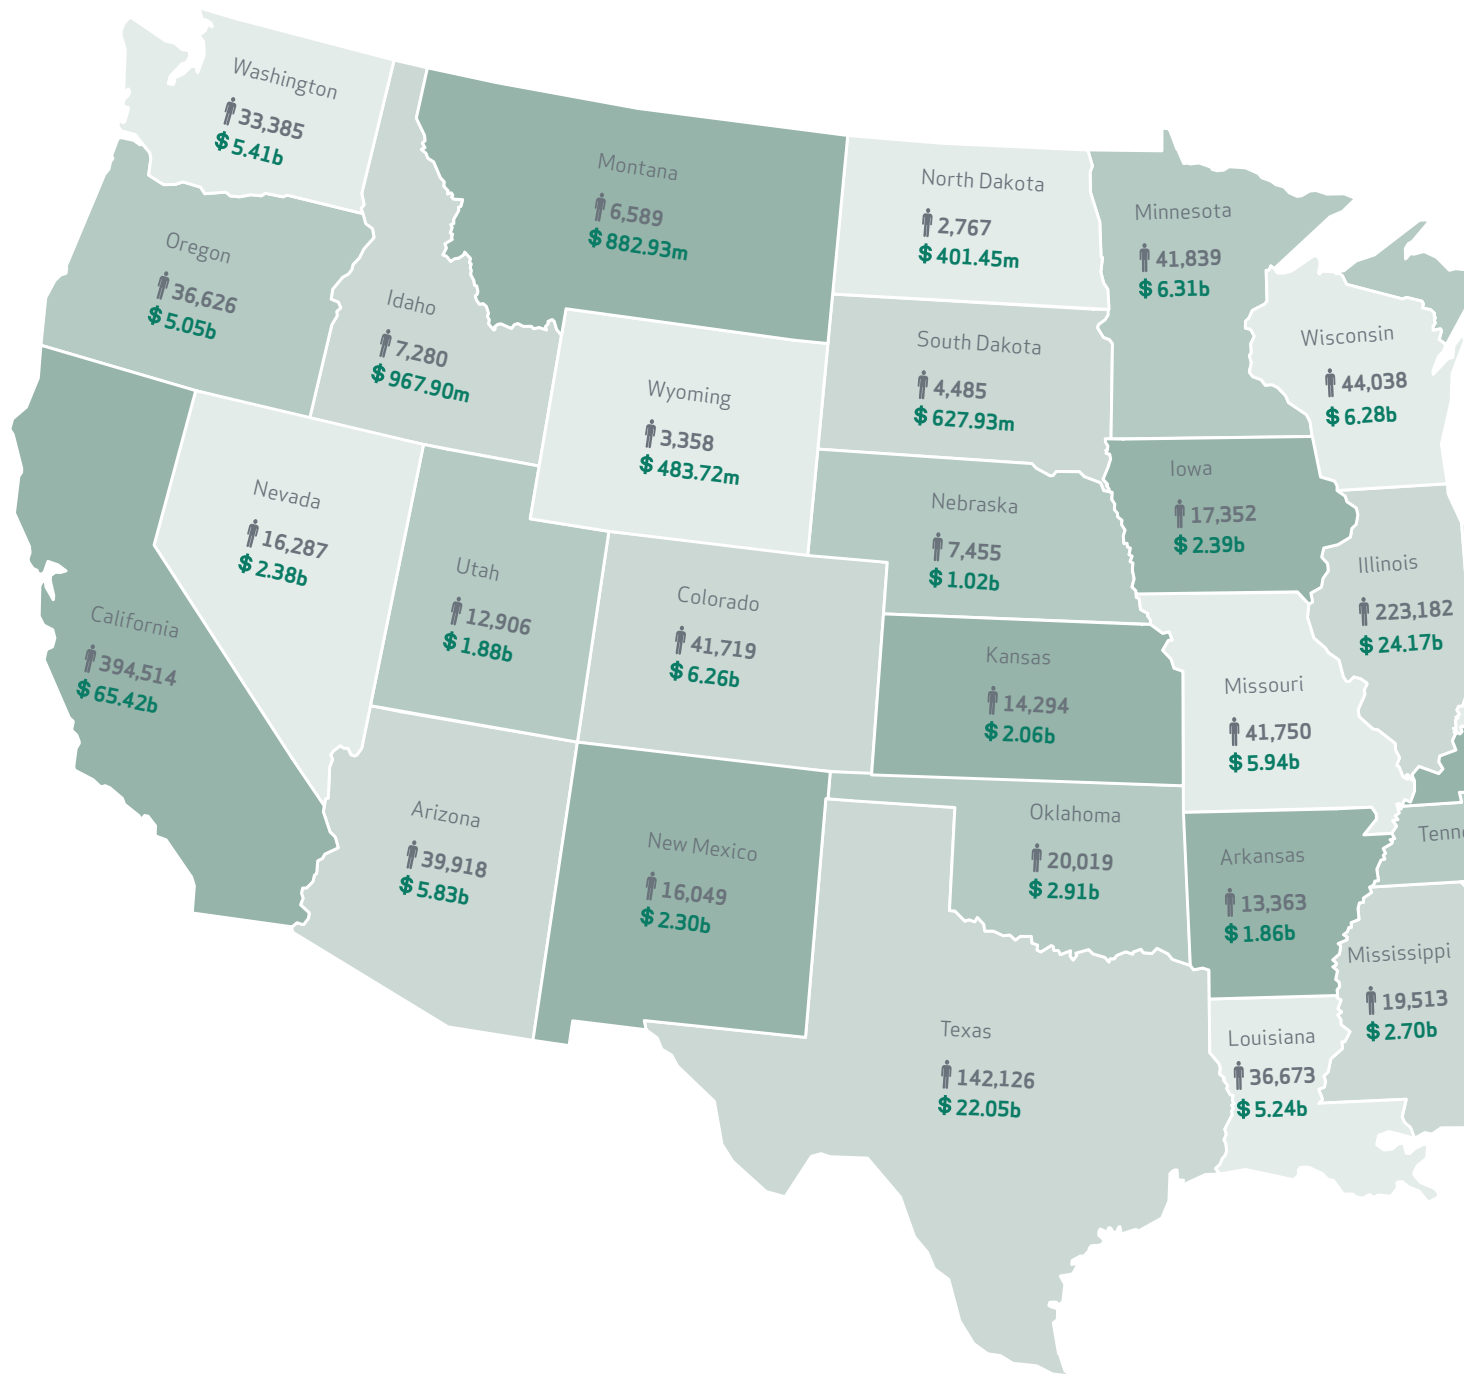 Washington
33,385
$ 5.41b
Montana
6,589
$ 882.93m
North Dakota
2,767
$ 401.45m
Minnesota
41,839
$ 6.31b
Oregon
36,626
$ 5.05b
Idaho
7,280
$ 967.90m
South Dakota
4,485
$ 627.93m
Wisconsin
44,038
$ 6.28b
Wyoming
3,358
$ 483.72m
Iowa
17,352
$ 2.39b
Nevada
16,287
$ 2.38b
Nebraska
7,455
$ 1.02b
Illinois
223,182
$ 24.17b
Utah
12,906
$ 1.88b
Colorado
41,719
$ 6.26b
California
394,514
$ 65.42b
Kansas
14,294
$ 2.06b
Missouri
41,750
$ 5.94b
Arizona
39,918
$ 5.83b
New Mexico
16,049
$ 2.30b
Oklahoma
20,019
$ 2.91b
Tenn
Arkansas
13,363
$ 1.86b
Mississippi
19,513
$ 2.70b
Texas
142,126
$ 22.05b
Louisiana
36,673
$ 5.24b